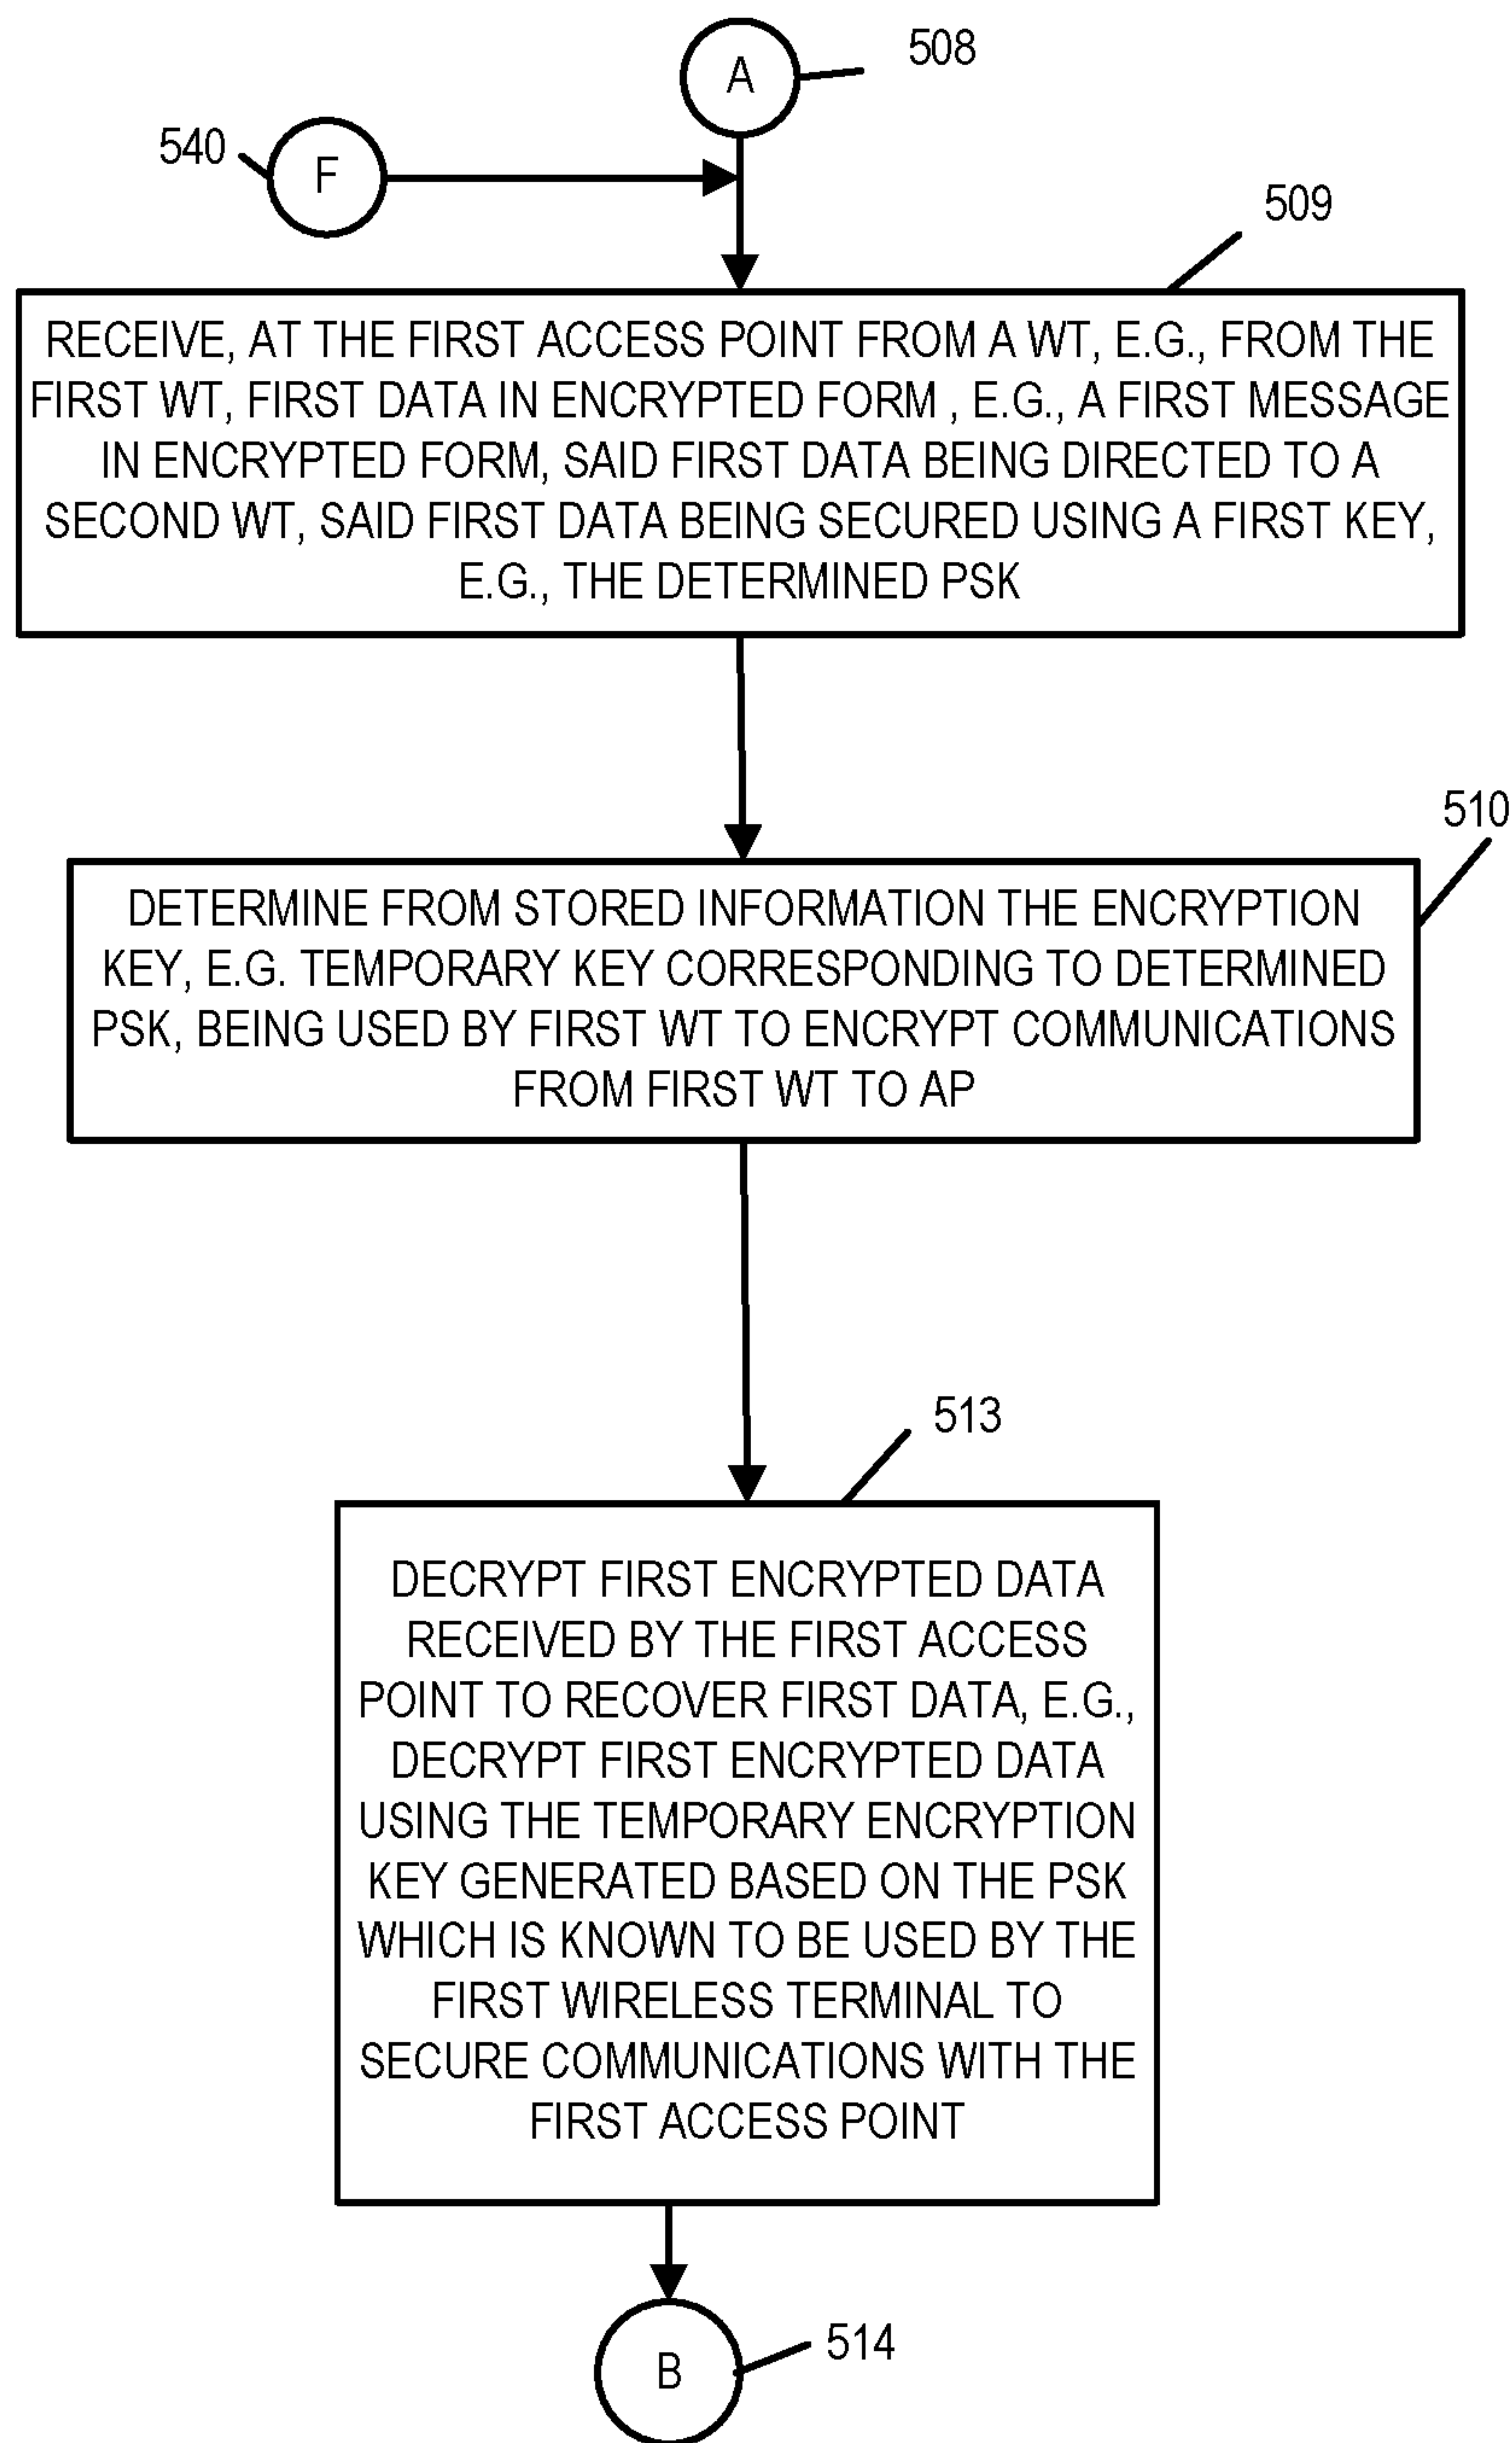 A
508
540
F
509
RECEIVE, AT THE FIRST ACCESS POINT FROM A WT, E.G., FROM THE
FIRST WT, FIRST DATA IN ENCRYPTED FORM , E.G., A FIRST MESSAGE
IN ENCRYPTED FORM, SAID FIRST DATA BEING DIRECTED TO A
SECOND WT, SAID FIRST DATA BEING SECURED USING A FIRST KEY,
E.G., THE DETERMINED PSK
510
DETERMINE FROM STORED INFORMATION THE ENCRYPTION
KEY, E.G. TEMPORARY KEY CORRESPONDING TO DETERMINED
PSK, BEING USED BY FIRST WT TO ENCRYPT COMMUNICATIONS
FROM FIRST WT TO AP
513
DECRYPT FIRST ENCRYPTED DATA
RECEIVED BY THE FIRST ACCESS
POINT TO RECOVER FIRST DATA, E.G.,
DECRYPT FIRST ENCRYPTED DATA
USING THE TEMPORARY ENCRYPTION
KEY GENERATED BASED ON THE PSK
WHICH IS KNOWN TO BE USED BY THE
FIRST WIRELESS TERMINAL TO
SECURE COMMUNICATIONS WITH THE
FIRST ACCESS POINT
B
514